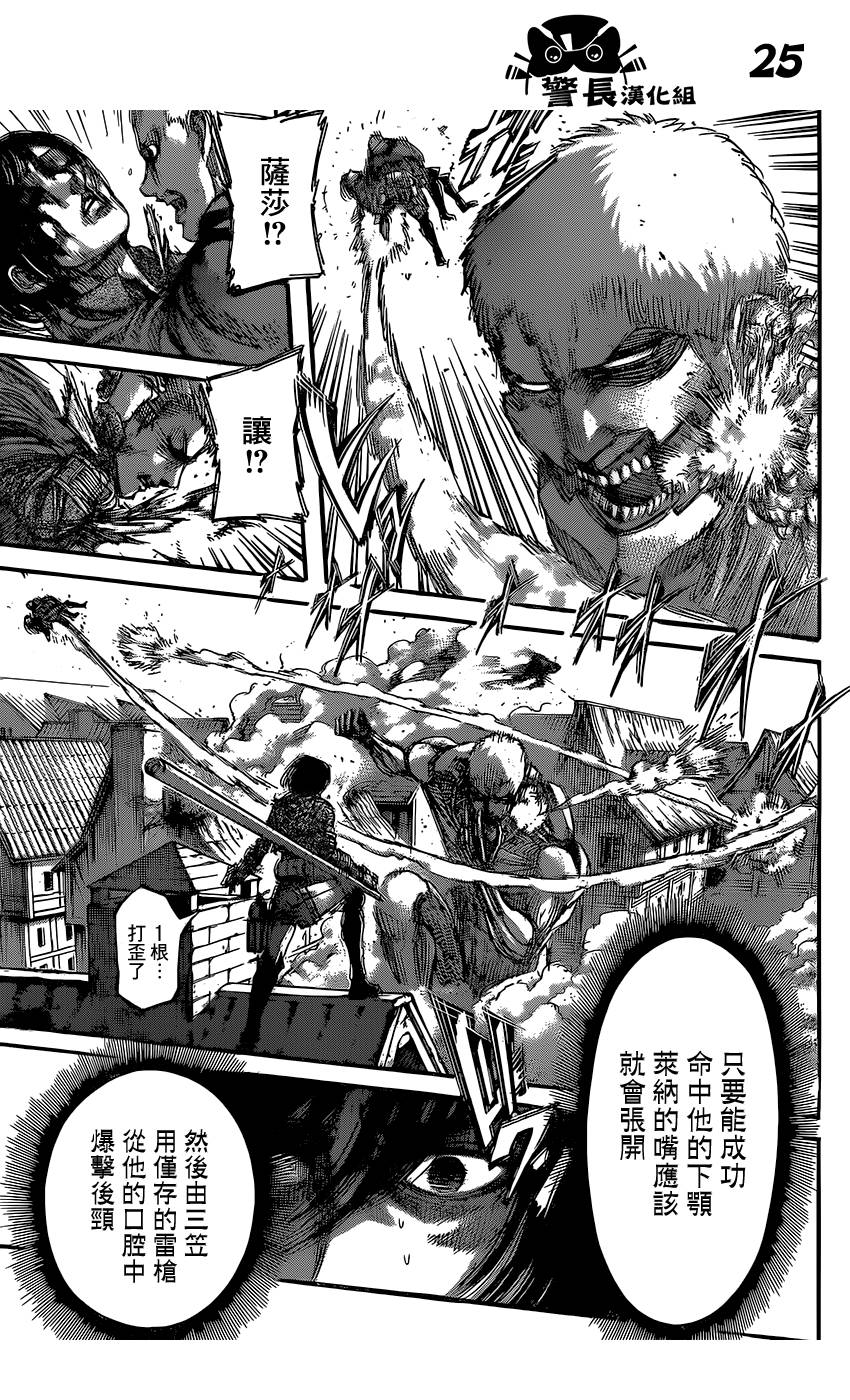 警長漢化組
25
薩莎!?
讓!?
1根…
打歪了
只要能成功
命中他的下顎
萊納的嘴應該
就會張開
然後由三笠
用僅存的雷槍
從他的口腔中
爆擊後頸